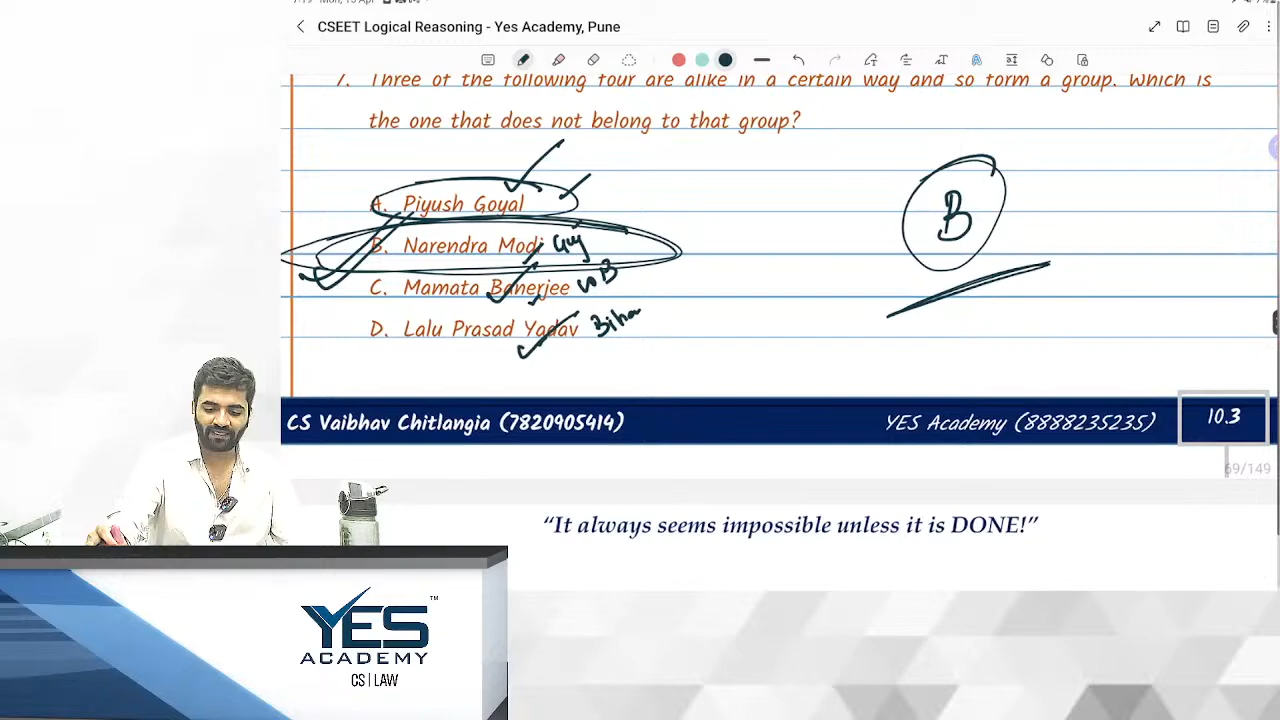 CSEET Logical Reasoning - Yes Academy, Pune
7. Three of the following four are alike in a certain way and so form a group. Which is
the one that does not belong to that group?
A. Piyush Goyal
B. Narendra Modi Guj
C. Mamata Banerjee WB
D. Lalu Prasad Yadav Bihar
B
CS Vaibhav Chitlangia (7820905414) YES Academy (8888235235) 10.3
69/149
“It always seems impossible unless it is DONE!”
YES
ACADEMY
CS | LAW
TM